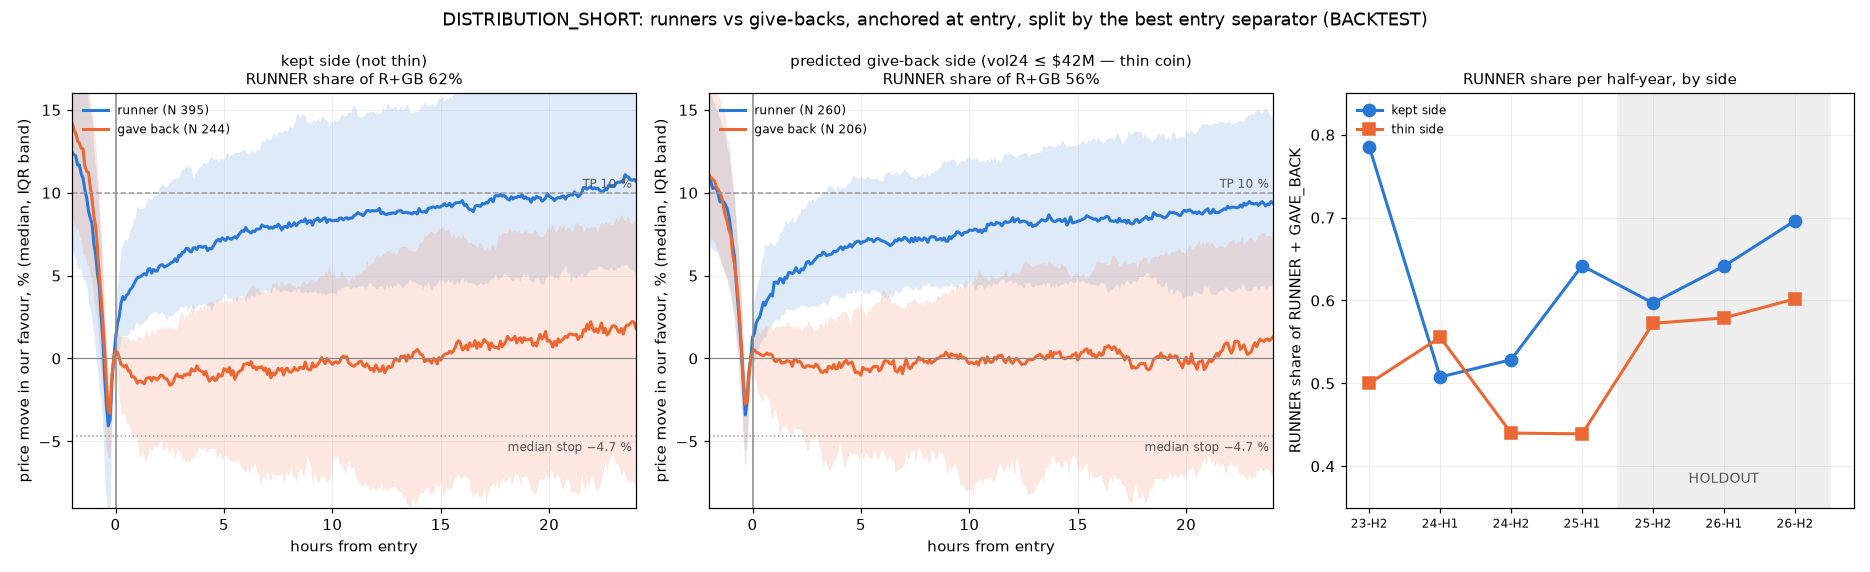 DISTRIBUTION_SHORT: runners vs give-backs, anchored at entry, split by the best entry separator (BACKTEST)
kept side (not thin)
RUNNER share of R+GB 62%
price move in our favour, % (median, IQR band)
15
10
5
0
−5
runner (N 395)
gave back (N 244)
TP 10 %
median stop −4.7 %
0
5
10
15
20
hours from entry
predicted give-back side (vol24 ≤ $42M — thin coin)
RUNNER share of R+GB 56%
price move in our favour, % (median, IQR band)
15
10
5
0
−5
runner (N 260)
gave back (N 206)
TP 10 %
median stop −4.7 %
0
5
10
15
20
hours from entry
RUNNER share per half-year, by side
RUNNER share of RUNNER + GAVE_BACK
0.8
0.7
0.6
0.5
0.4
kept side
thin side
HOLDOUT
23-H2
24-H1
24-H2
25-H1
25-H2
26-H1
26-H2